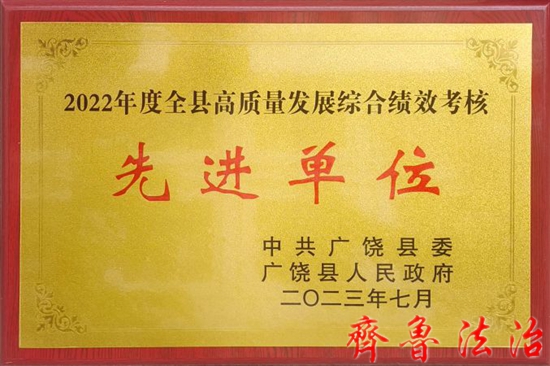 2022年度全县高质量发展综合绩效考核
先进单位
中共广饶县委
广饶县人民政府
二〇二三年七月
齊魯法治